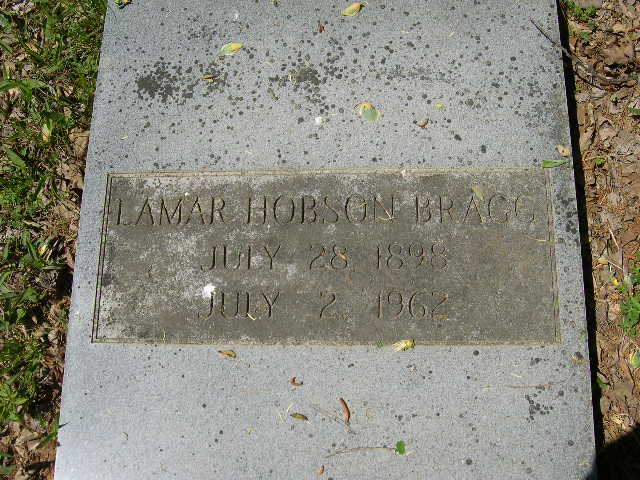 LAMAR HOBSON BRAGG
JULY 28, 1898
JULY 2, 1962